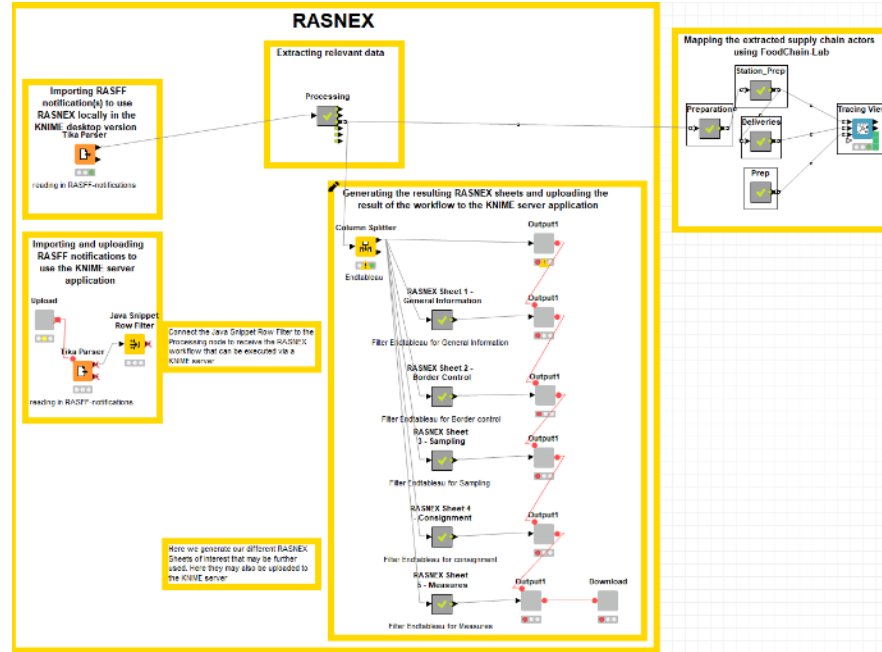 RASNEX
Extracting relevant data
Processing
Importing RASFF
notification(s) to use
RASNEX locally in the
KNIME desktop version
Tika Parser
reading in RASFF-notifications
Importing and uploading
RASFF notifications to
use the KNIME server
application
Upload
Java Snippet
Row Filter
Tika Parser
reading in RASFF-notifications
Connect the Java Snippet Row Filter to the
Processing node to receive the RASNEX
workflow that can be executed via a
KNIME server
Here we generate our different RASNEX
Sheets of interest that may be further
used. Here they may also be uploaded to
the KNIME server
Generating the resulting RASNEX sheets and uploading the
result of the workflow to the KNIME server application
Column Splitter
Endtableau
Output1
RASNEX Sheet 1 -
General Information
Filter Endtableau for General Information
Output1
RASNEX Sheet 2 -
Border Control
Filter Endtableau for Border control
Output1
RASNEX Sheet
3 - Sampling
Filter Endtableau for Sampling
Output1
RASNEX Sheet 4
- Consignment
Filter Endtableau for consignment
Output1
RASNEX Sheet
5 - Measures
Filter Endtableau for Measures
Output1
Download
Mapping the extracted supply chain actors
using FoodChain-Lab
Station_Prep
Preparation
Deliveries
Prep
Tracing View